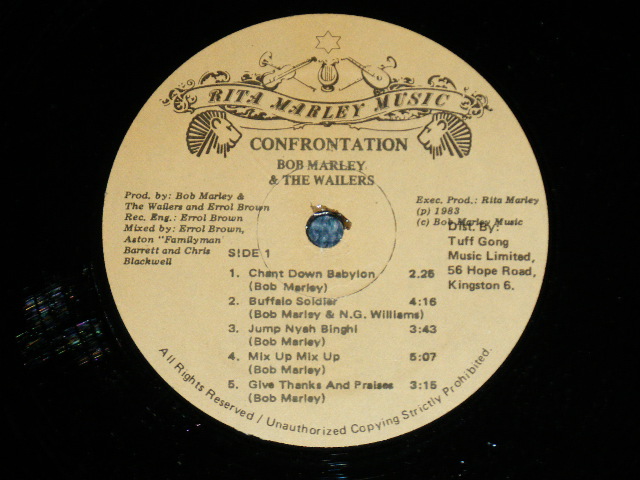 RITA MARLEY MUSIC
CONFRONTATION
BOB MARLEY
& THE WAILERS
Prod. by: Bob Marley &
The Wailers and Errol Brown
Rec. Eng.: Errol Brown
Mixed by: Errol Brown,
Aston "Familyman"
Barrett and Chris
Blackwell
Exec. Prod.: Rita Marley
(p) 1983
(c) Bob Marley Music
Dist. By:
Tuff Gong
Music Limited,
56 Hope Road,
Kingston 6.
SIDE 1
1. Chant Down Babylon 2.25
(Bob Marley)
2. Buffalo Soldier 4:16
(Bob Marley & N.G. Williams)
3. Jump Nyah Binghi 3:43
(Bob Marley)
4. Mix Up Mix Up 5:07
(Bob Marley)
5. Give Thanks And Praises 3:15
(Bob Marley)
All Rights Reserved / Unauthorized Copying Strictly Prohibited.